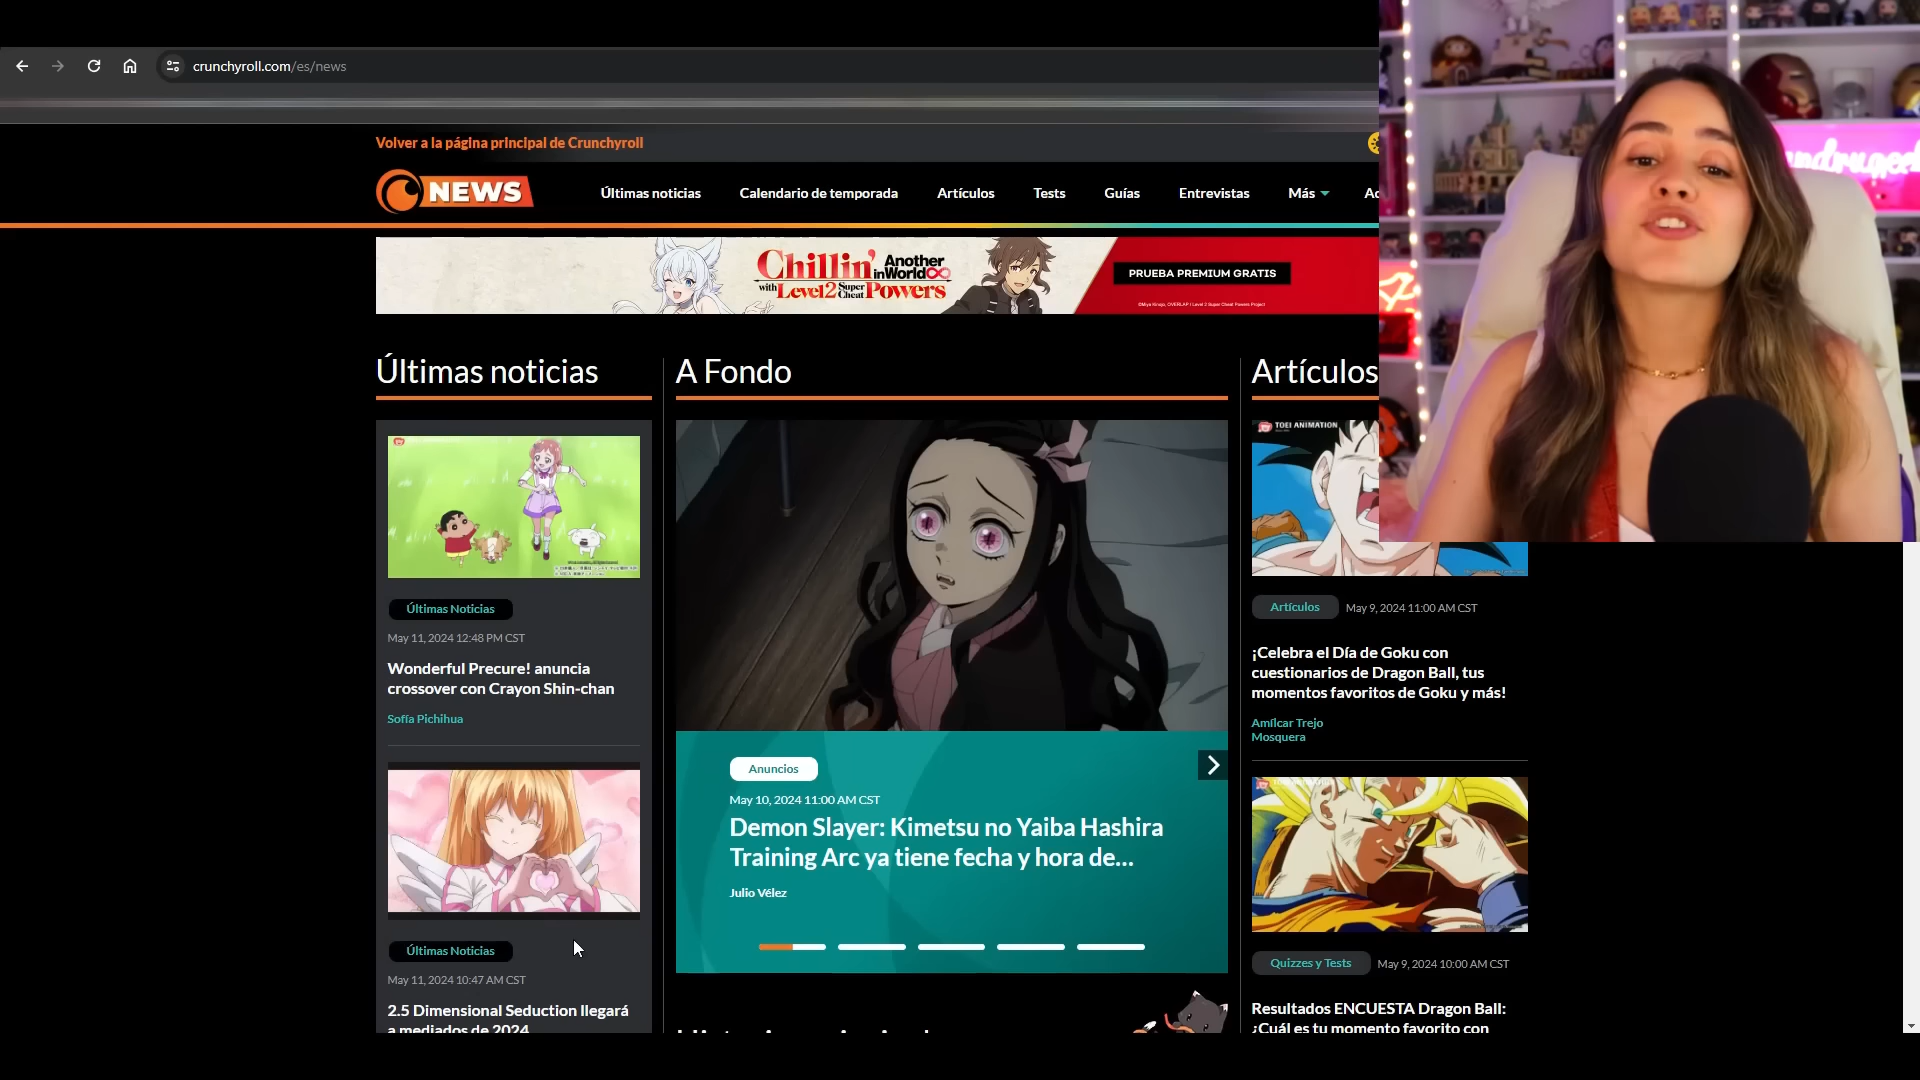 crunchyroll.com/es/news
Volver a la página principal de Crunchyroll
NEWS
Últimas noticias
Calendario de temporada
Artículos
Tests
Guías
Entrevistas
Más
Chillin' Another
in World
with Level2 Super Cheat Powers
PRUEBA PREMIUM GRATIS
Últimas noticias
Últimas Noticias
May 11, 2024 12:48 PM CST
Wonderful Precure! anuncia
crossover con Crayon Shin-chan
Sofía Pichihua
Últimas Noticias
May 11, 2024 10:47 AM CST
2.5 Dimensional Seduction llegará
a mediados de 2024
A Fondo
Anuncios
May 10, 2024 11:00 AM CST
Demon Slayer: Kimetsu no Yaiba Hashira
Training Arc ya tiene fecha y hora de...
Julio Vélez
Artículos
TOEI ANIMATION
Artículos
May 9, 2024 11:00 AM CST
¡Celebra el Día de Goku con
cuestionarios de Dragon Ball, tus
momentos favoritos de Goku y más!
Amílcar Trejo
Mosquera
Quizzes y Tests
May 9, 2024 10:00 AM CST
Resultados ENCUESTA Dragon Ball:
¿Cuál es tu momento favorito con